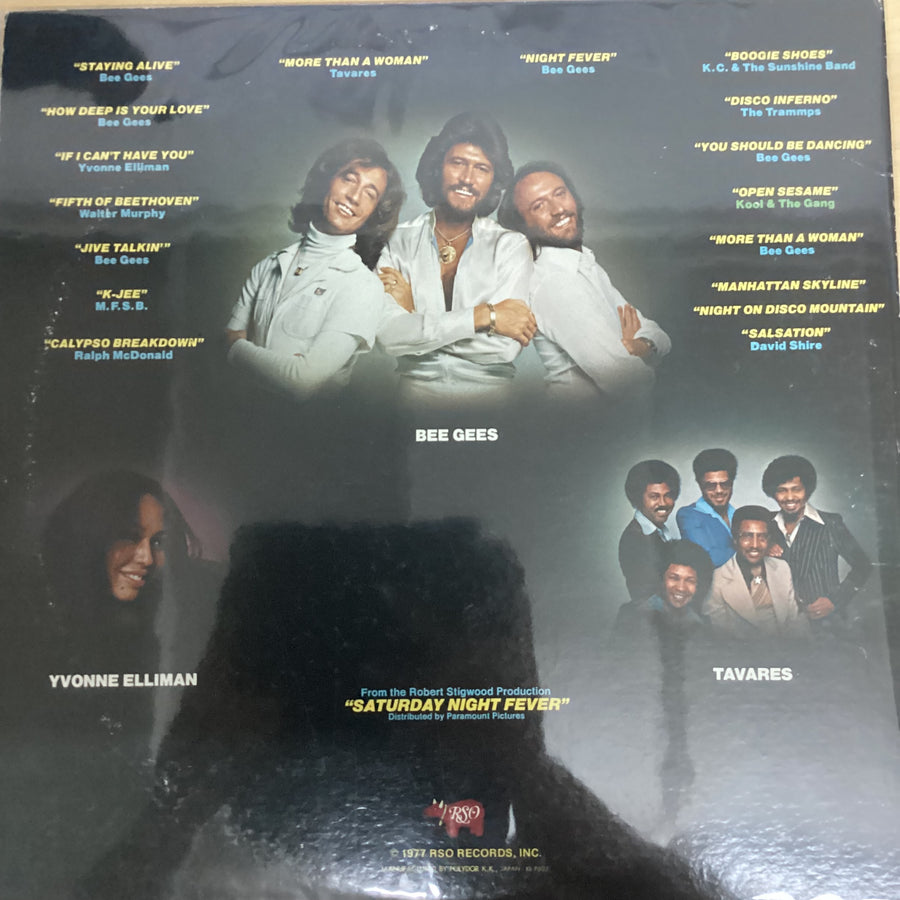 “STAYING ALIVE”
Bee Gees
“HOW DEEP IS YOUR LOVE”
Bee Gees
“IF I CAN'T HAVE YOU”
Yvonne Elliman
“FIFTH OF BEETHOVEN”
Walter Murphy
“JIVE TALKIN'”
Bee Gees
“K-JEE”
M.F.S.B.
“CALYPSO BREAKDOWN”
Ralph McDonald
“MORE THAN A WOMAN”
Tavares
“NIGHT FEVER”
Bee Gees
“BOOGIE SHOES”
K.C. & The Sunshine Band
“DISCO INFERNO”
The Trammps
“YOU SHOULD BE DANCING”
Bee Gees
“OPEN SESAME”
Kool & The Gang
“MORE THAN A WOMAN”
Bee Gees
“MANHATTAN SKYLINE”
“NIGHT ON DISCO MOUNTAIN”
“SALSATION”
David Shire
BEE GEES
YVONNE ELLIMAN
TAVARES
From the Robert Stigwood Production
“SATURDAY NIGHT FEVER”
Distributed by Paramount Pictures
RSO
© 1977 RSO RECORDS, INC.
MANUFACTURED BY POLYDOR K.K., JAPAN